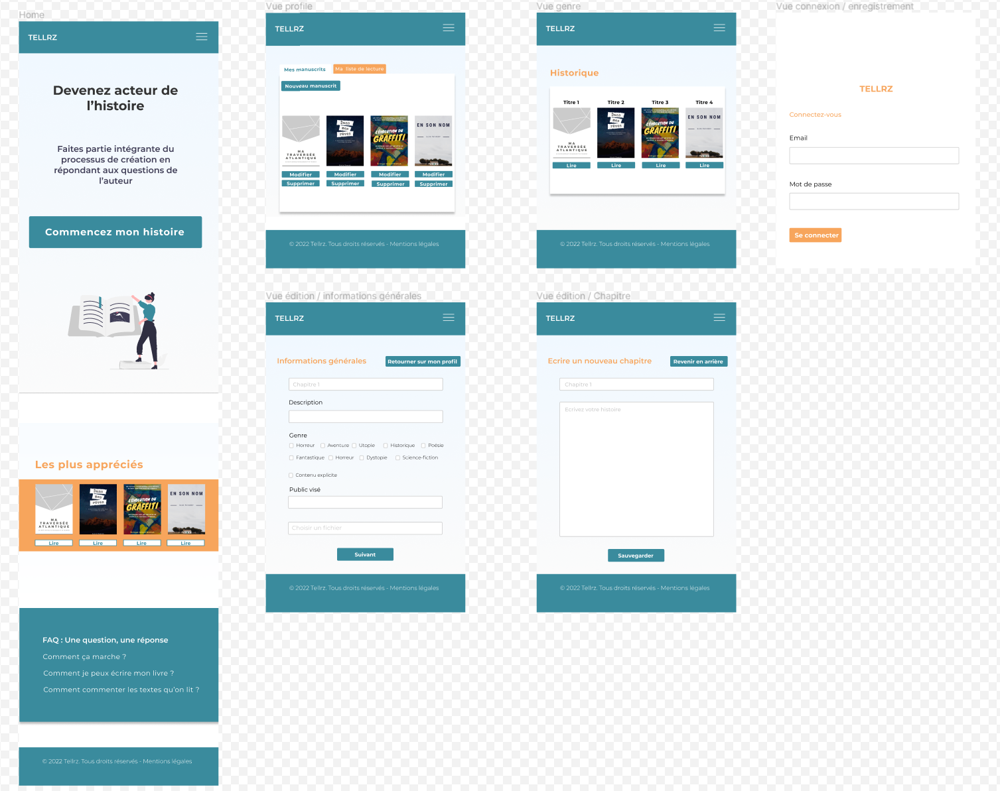 Home
TELLRZ
Devenez acteur de
l’histoire
Faites partie intégrante du
processus de création en
répondant aux questions de
l’auteur
Commencez mon histoire
Les plus appréciés
MA
TRAVERSÉE
ATLANTIQUE
Dans
mes
rêves
L'ÉVOLUTION DU
GRAFFITI
EN SON NOM
Lire
Lire
Lire
Lire
FAQ : Une question, une réponse
Comment ça marche ?
Comment je peux écrire mon livre ?
Comment commenter les textes qu’on lit ?
© 2022 Tellrz. Tous droits réservés - Mentions légales
Vue profile
TELLRZ
Mes manuscrits
Ma liste de lecture
Nouveau manuscrit
MA
TRAVERSÉE
ATLANTIQUE
Dans
mes
rêves
L'ÉVOLUTION DU
GRAFFITI
EN SON NOM
Modifier
Modifier
Modifier
Modifier
Supprimer
Supprimer
Supprimer
Supprimer
© 2022 Tellrz. Tous droits réservés - Mentions légales
Vue genre
TELLRZ
Historique
Titre 1
Titre 2
Titre 3
Titre 4
MA
TRAVERSÉE
ATLANTIQUE
Dans
mes
rêves
L'ÉVOLUTION DU
GRAFFITI
EN SON NOM
Lire
Lire
Lire
Lire
© 2022 Tellrz. Tous droits réservés - Mentions légales
Vue connexion / enregistrement
TELLRZ
Connectez-vous
Email
Mot de passe
Se connecter
Vue édition / informations générales
TELLRZ
Informations générales
Retourner sur mon profil
Chapitre 1
Description
Genre
Horreur
Aventure
Utopie
Historique
Poésie
Fantastique
Horreur
Dystopie
Science-fiction
Contenu explicite
Public visé
Choisir un fichier
Suivant
© 2022 Tellrz. Tous droits réservés - Mentions légales
Vue édition / Chapitre
TELLRZ
Ecrire un nouveau chapitre
Revenir en arrière
Chapitre 1
Ecrivez votre histoire
Sauvegarder
© 2022 Tellrz. Tous droits réservés - Mentions légales